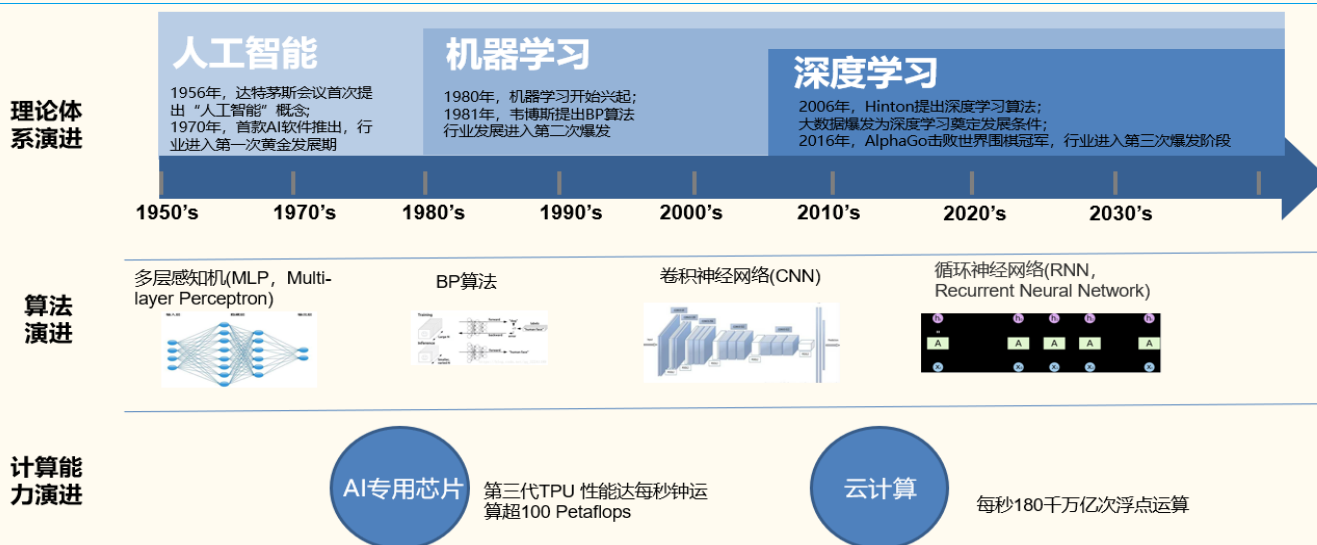 人工智能
1956年，达特茅斯会议首次提
出“人工智能”概念;
1970年，首款AI软件推出，行
业进入第一次黄金发展期
机器学习
1980年，机器学习开始兴起；
1981年，韦博斯提出BP算法
行业发展进入第二次爆发
深度学习
2006年，Hinton提出深度学习算法；
大数据爆发为深度学习奠定发展条件；
2016年，AlphaGo击败世界围棋冠军，行业进入第三次爆发阶段
理论体
系演进
1950’s
1970’s
1980’s
1990’s
2000’s
2010’s
2020’s
2030’s
算法
演进
多层感知机(MLP，Multi-
layer Perceptron)
BP算法
Training
Forward
Backward
Inference
Forward
卷积神经网络(CNN)
循环神经网络(RNN，
Recurrent Neural Network)
A
A
A
A
A
计算能
力演进
AI专用芯片
第三代TPU 性能达每秒钟运
算超100 Petaflops
云计算
每秒180千万亿次浮点运算